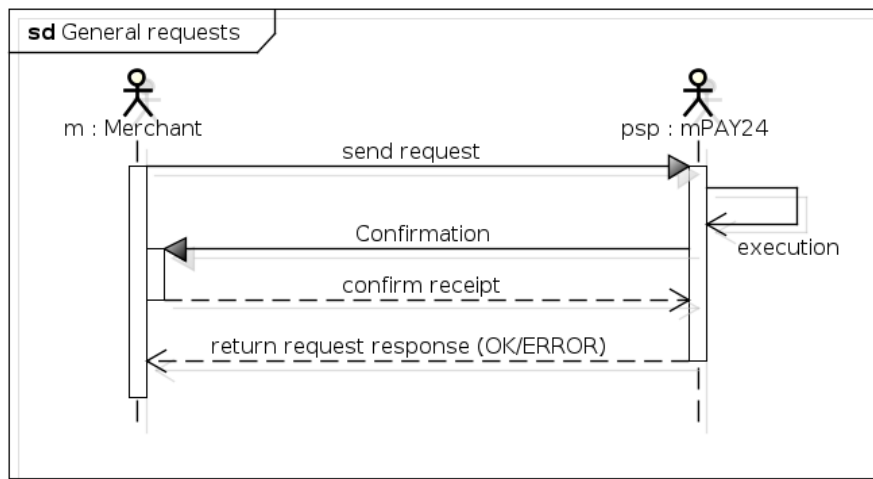 sd General requests
m : Merchant
psp : mPAY24
send request
execution
Confirmation
confirm receipt
return request response (OK/ERROR)